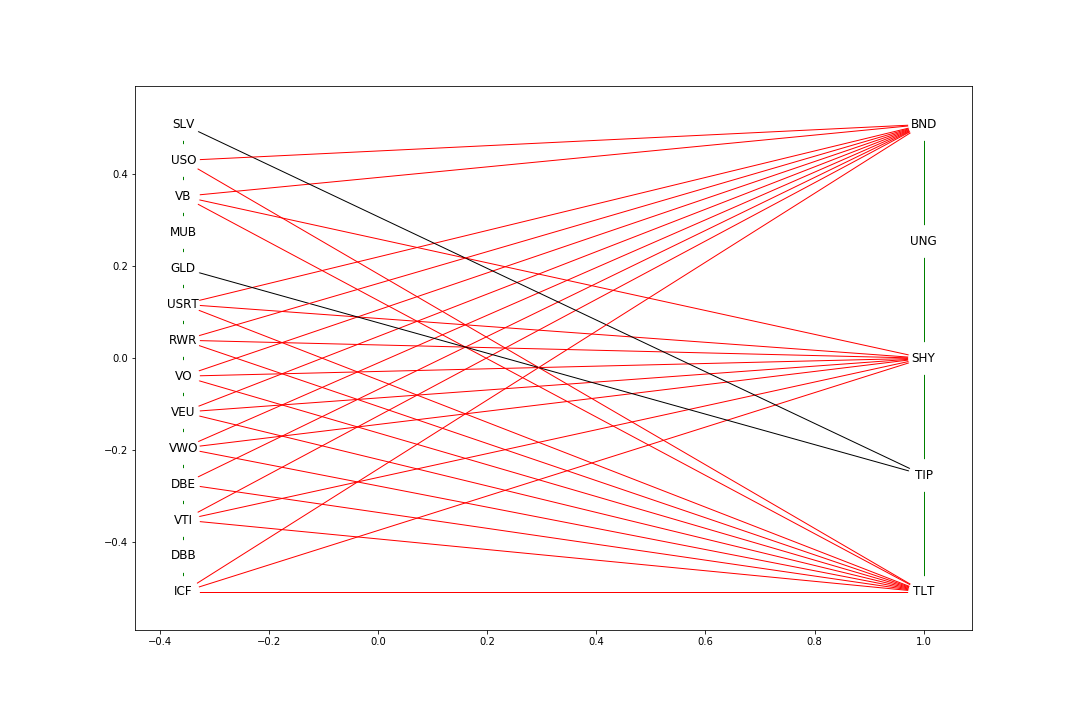 SLV
USO
VB
MUB
GLD
USRT
RWR
VO
VEU
VWO
DBE
VTI
DBB
ICF
BND
UNG
SHY
TIP
TLT
0.4
0.2
0.0
−0.2
−0.4
−0.4
−0.2
0.0
0.2
0.4
0.6
0.8
1.0